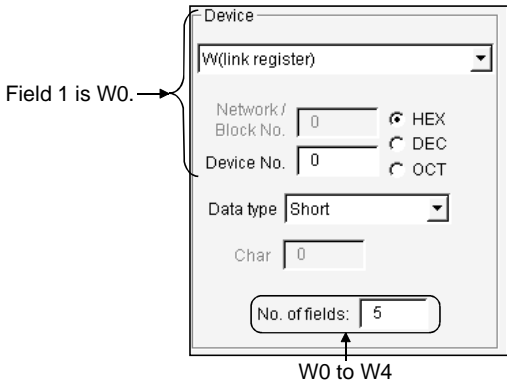 Device
W(link register)
Field 1 is W0.
Network /
Block No.
0
HEX
DEC
OCT
Device No.
0
Data type
Short
Char
0
No. of fields:
5
W0 to W4